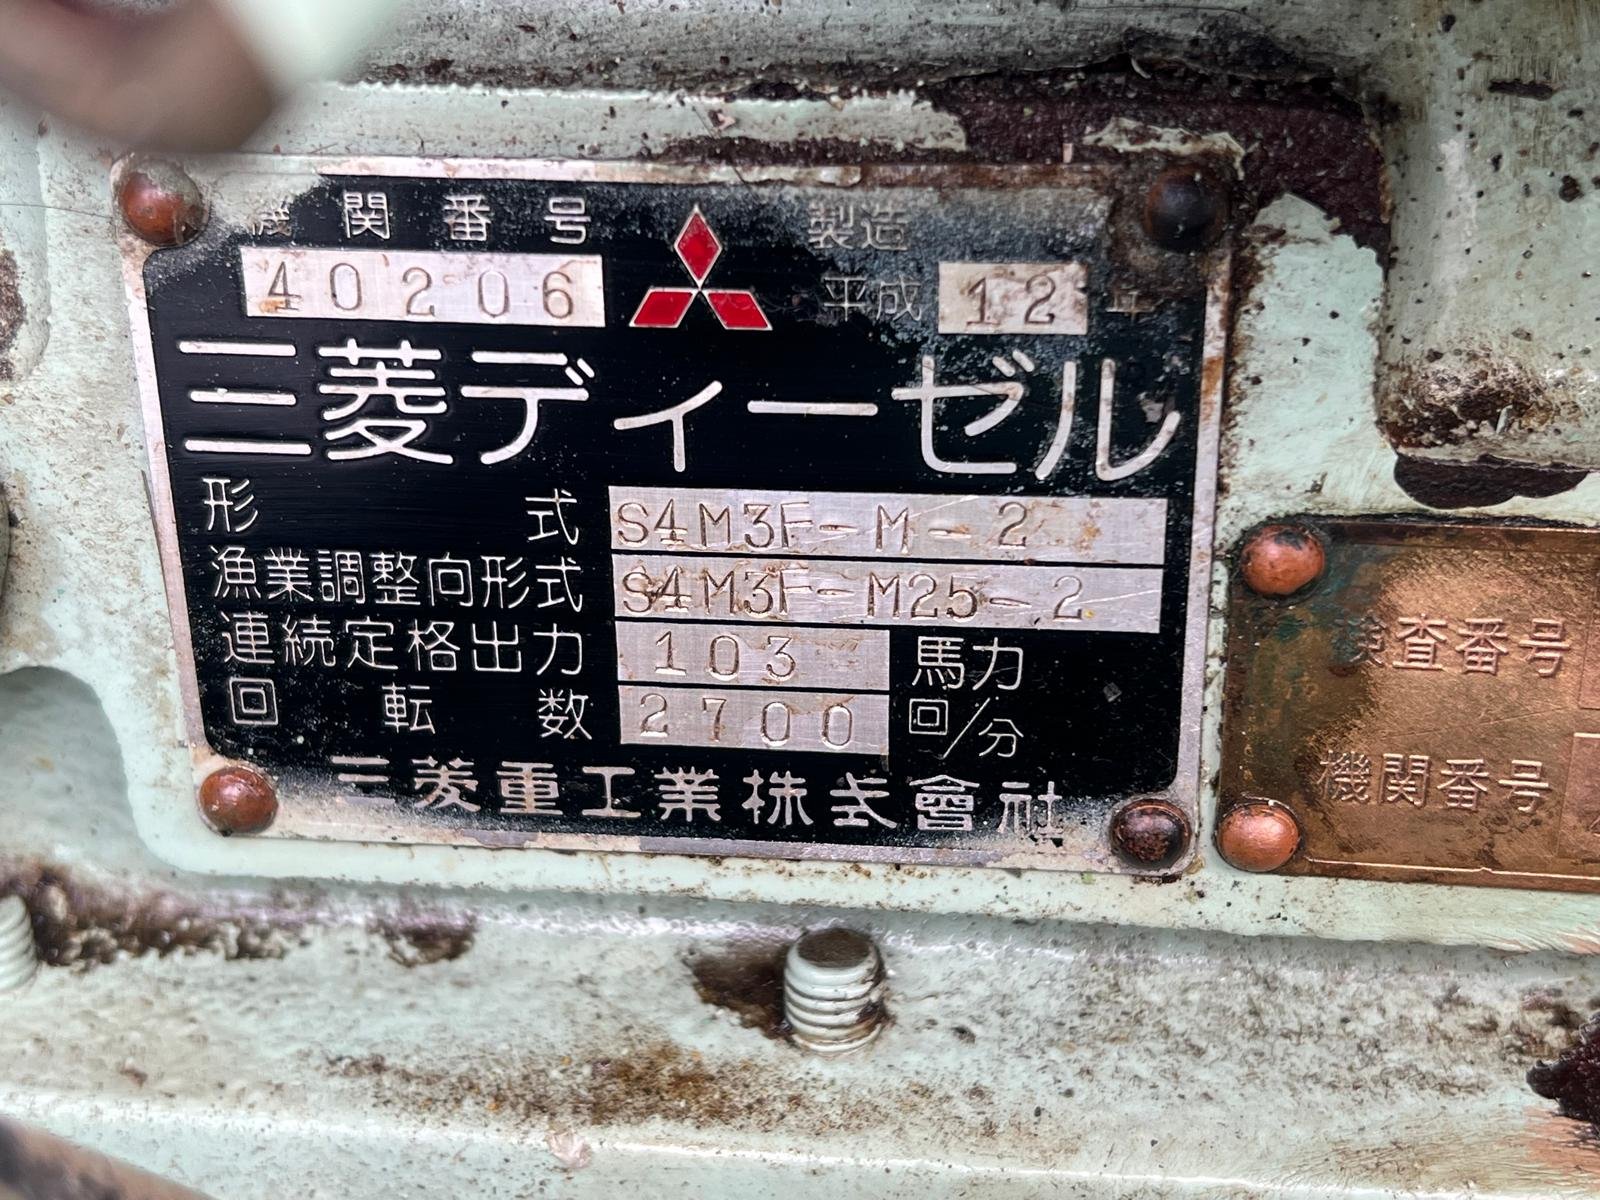 機関番号
40206
製造
平成 12 年
三菱ディーゼル
形式 S4M3F-M-2
漁業調整向形式 S4M3F-M25-2
連続定格出力 103 馬力
回転数 2700 回/分
三菱重工業株式會社
検査番号
機関番号